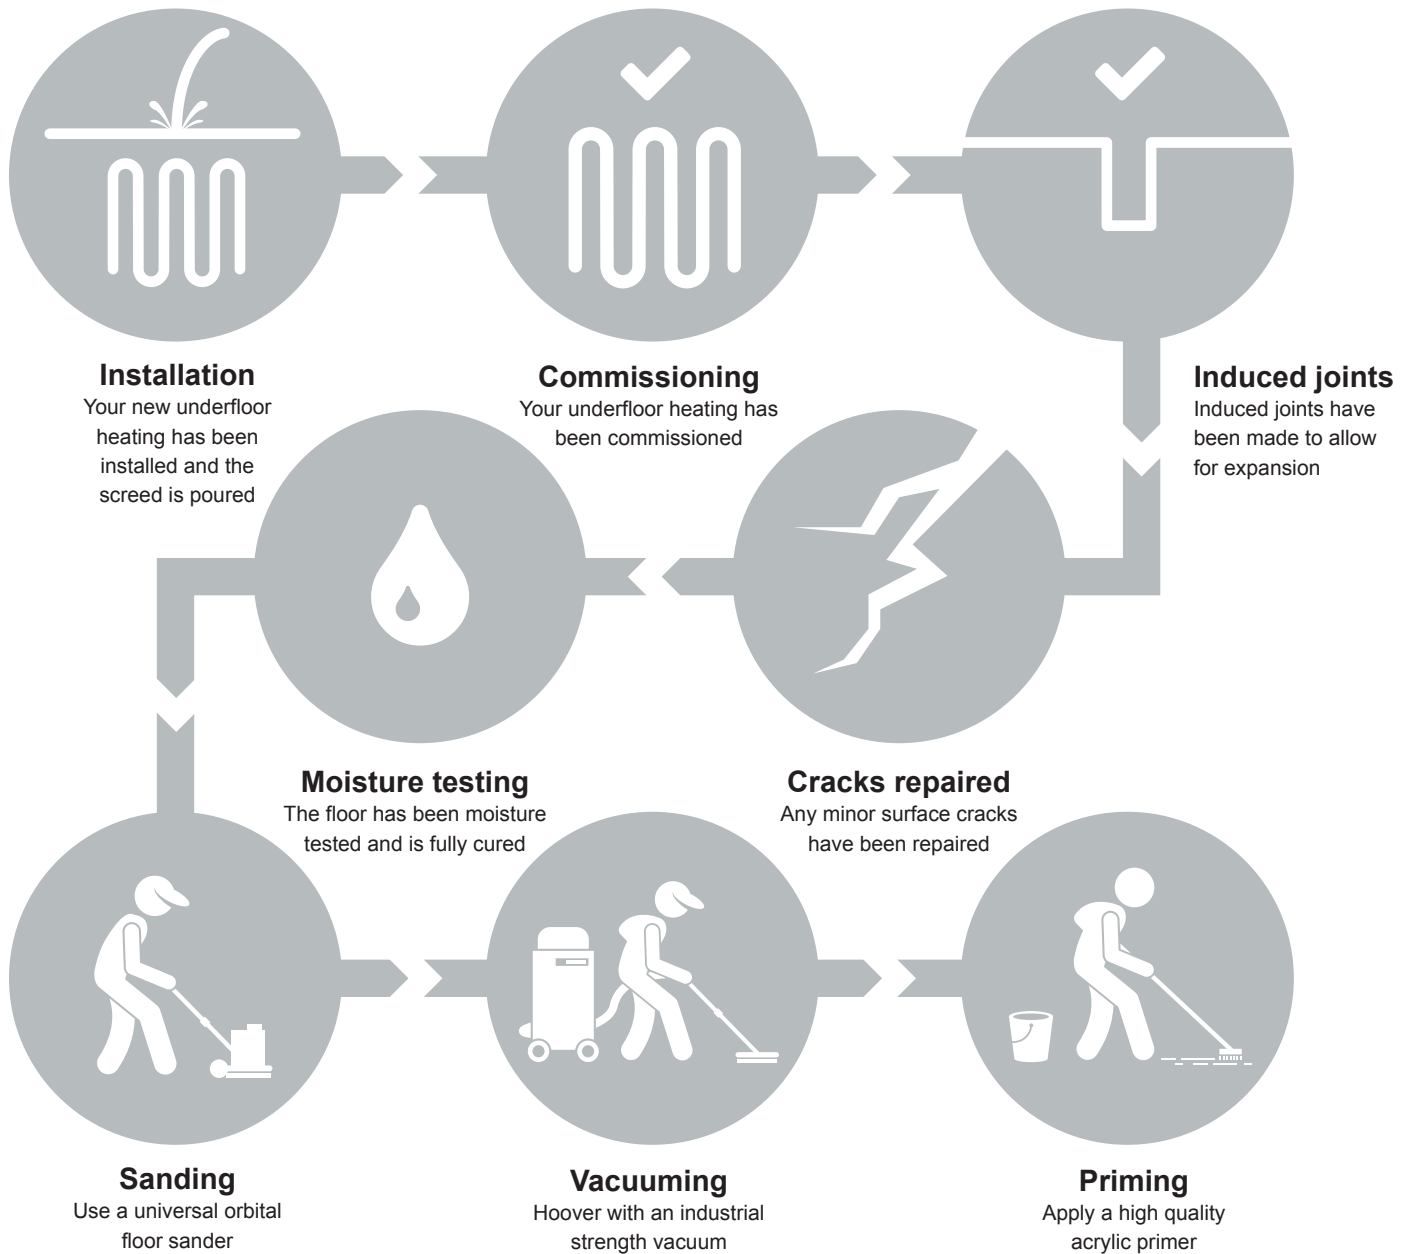 Installation
Your new underfloor
heating has been
installed and the
screed is poured
Commissioning
Your underfloor heating has
been commissioned
Induced joints
Induced joints have
been made to allow
for expansion
Cracks repaired
Any minor surface cracks
have been repaired
Moisture testing
The floor has been moisture
tested and is fully cured
Sanding
Use a universal orbital
floor sander
Vacuuming
Hoover with an industrial
strength vacuum
Priming
Apply a high quality
acrylic primer